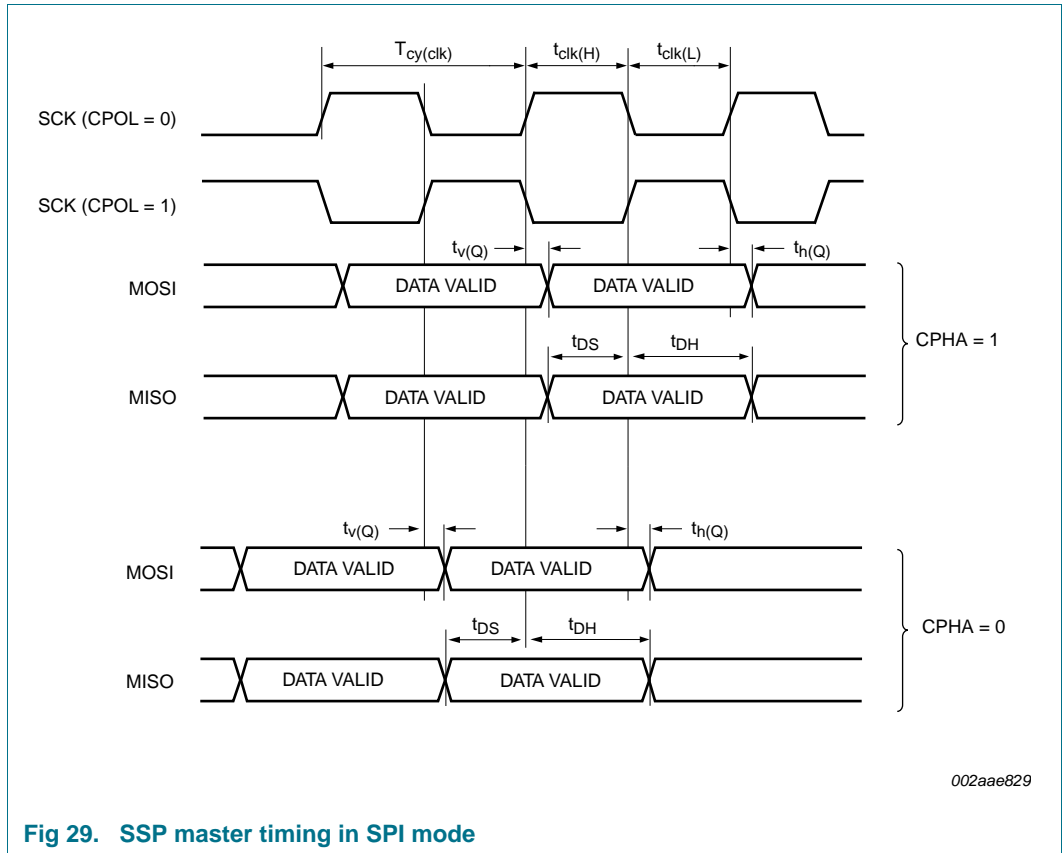 Tcy(clk) tclk(H) tclk(L)
SCK (CPOL = 0)
SCK (CPOL = 1)
tv(Q) th(Q)
MOSI DATA VALID DATA VALID
CPHA = 1
tDS tDH
MISO DATA VALID DATA VALID
tv(Q) th(Q)
MOSI DATA VALID DATA VALID
CPHA = 0
tDS tDH
MISO DATA VALID DATA VALID
002aae829
Fig 29. SSP master timing in SPI mode